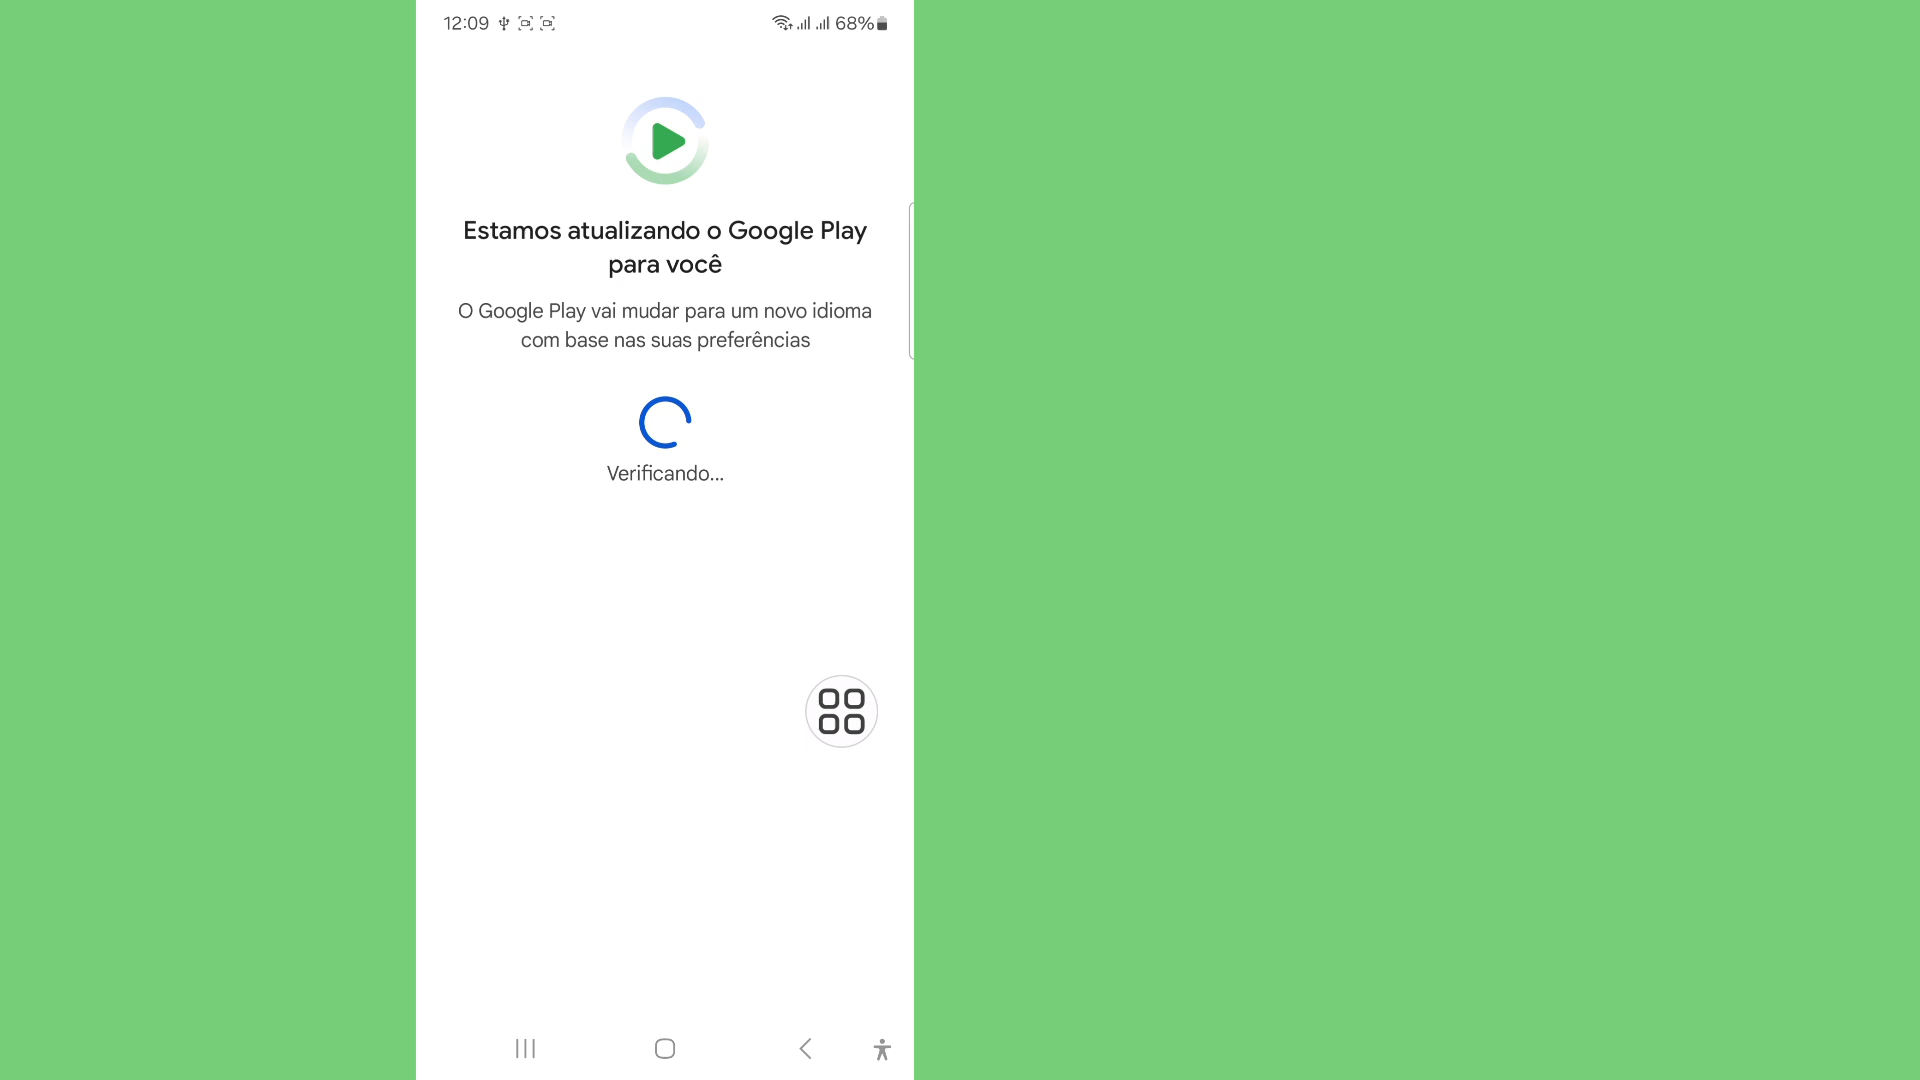 12:09
68%
Estamos atualizando o Google Play
para você
O Google Play vai mudar para um novo idioma
com base nas suas preferências
Verificando...